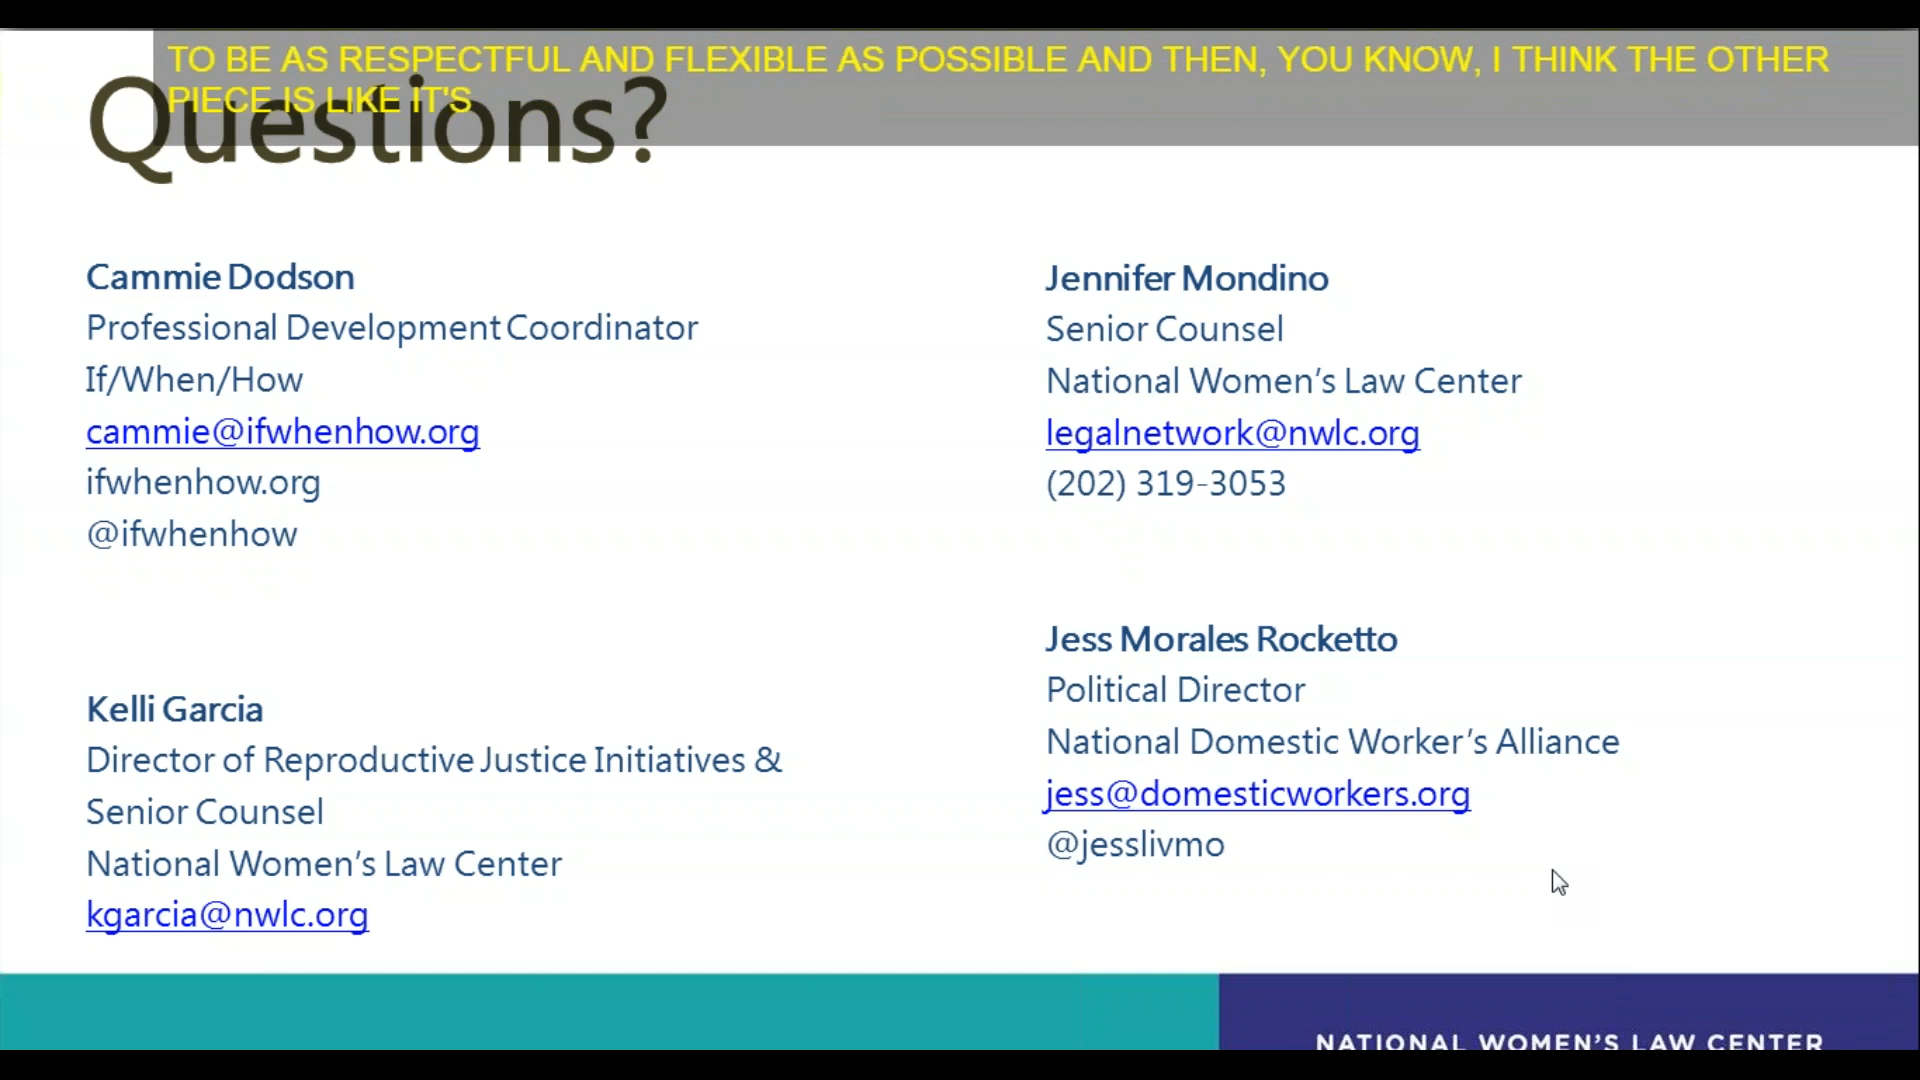 TO BE AS RESPECTFUL AND FLEXIBLE AS POSSIBLE AND THEN, YOU KNOW, I THINK THE OTHER
PIECE IS LIKE IT'S
Questions?
Cammie Dodson
Professional Development Coordinator
If/When/How
cammie@ifwhenhow.org
ifwhenhow.org
@ifwhenhow
Kelli Garcia
Director of Reproductive Justice Initiatives &
Senior Counsel
National Women’s Law Center
kgarcia@nwlc.org
Jennifer Mondino
Senior Counsel
National Women’s Law Center
legalnetwork@nwlc.org
(202) 319-3053
Jess Morales Rocketto
Political Director
National Domestic Worker’s Alliance
jess@domesticworkers.org
@jesslivmo
NATIONAL WOMEN’S LAW CENTER